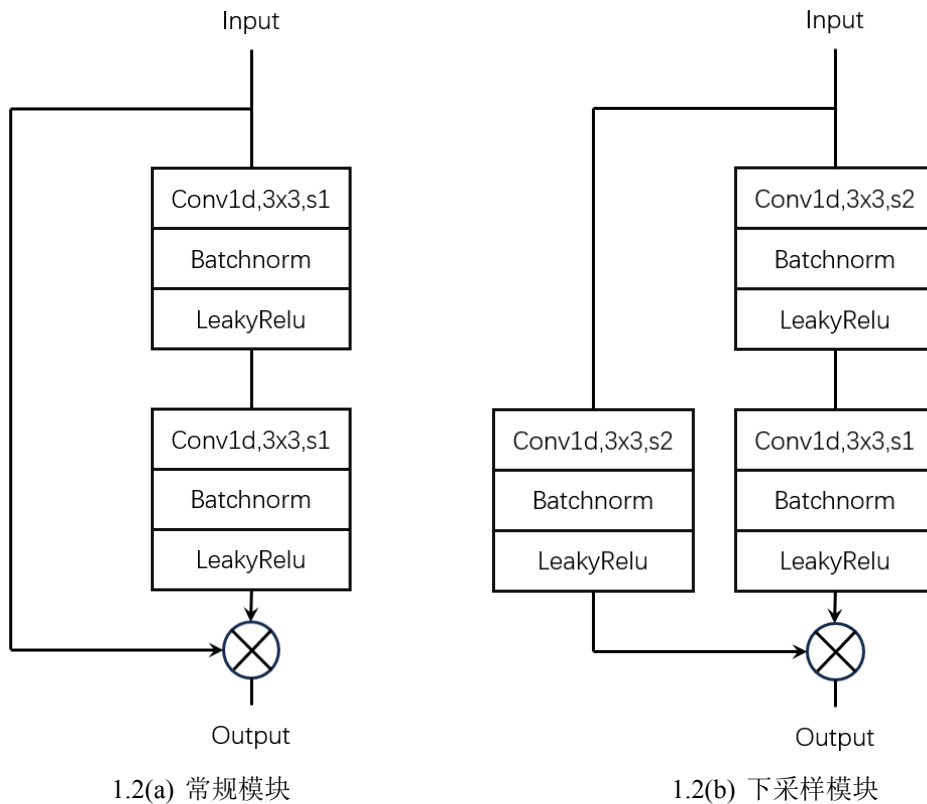 Input
Conv1d,3x3,s1
Batchnorm
LeakyRelu
Conv1d,3x3,s1
Batchnorm
LeakyRelu
Output
1.2(a) 常规模块
Input
Conv1d,3x3,s2
Batchnorm
LeakyRelu
Conv1d,3x3,s2
Batchnorm
LeakyRelu
Conv1d,3x3,s1
Batchnorm
LeakyRelu
Output
1.2(b) 下采样模块